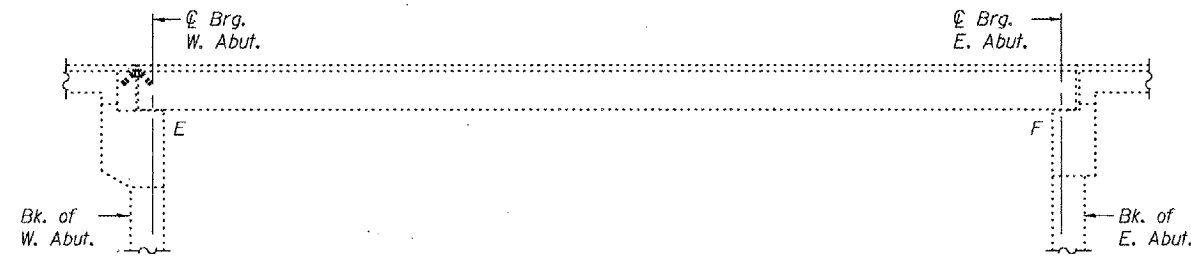 ℄ Brg.
W. Abut.
℄ Brg.
E. Abut.
E
F
Bk. of
W. Abut.
Bk. of
E. Abut.